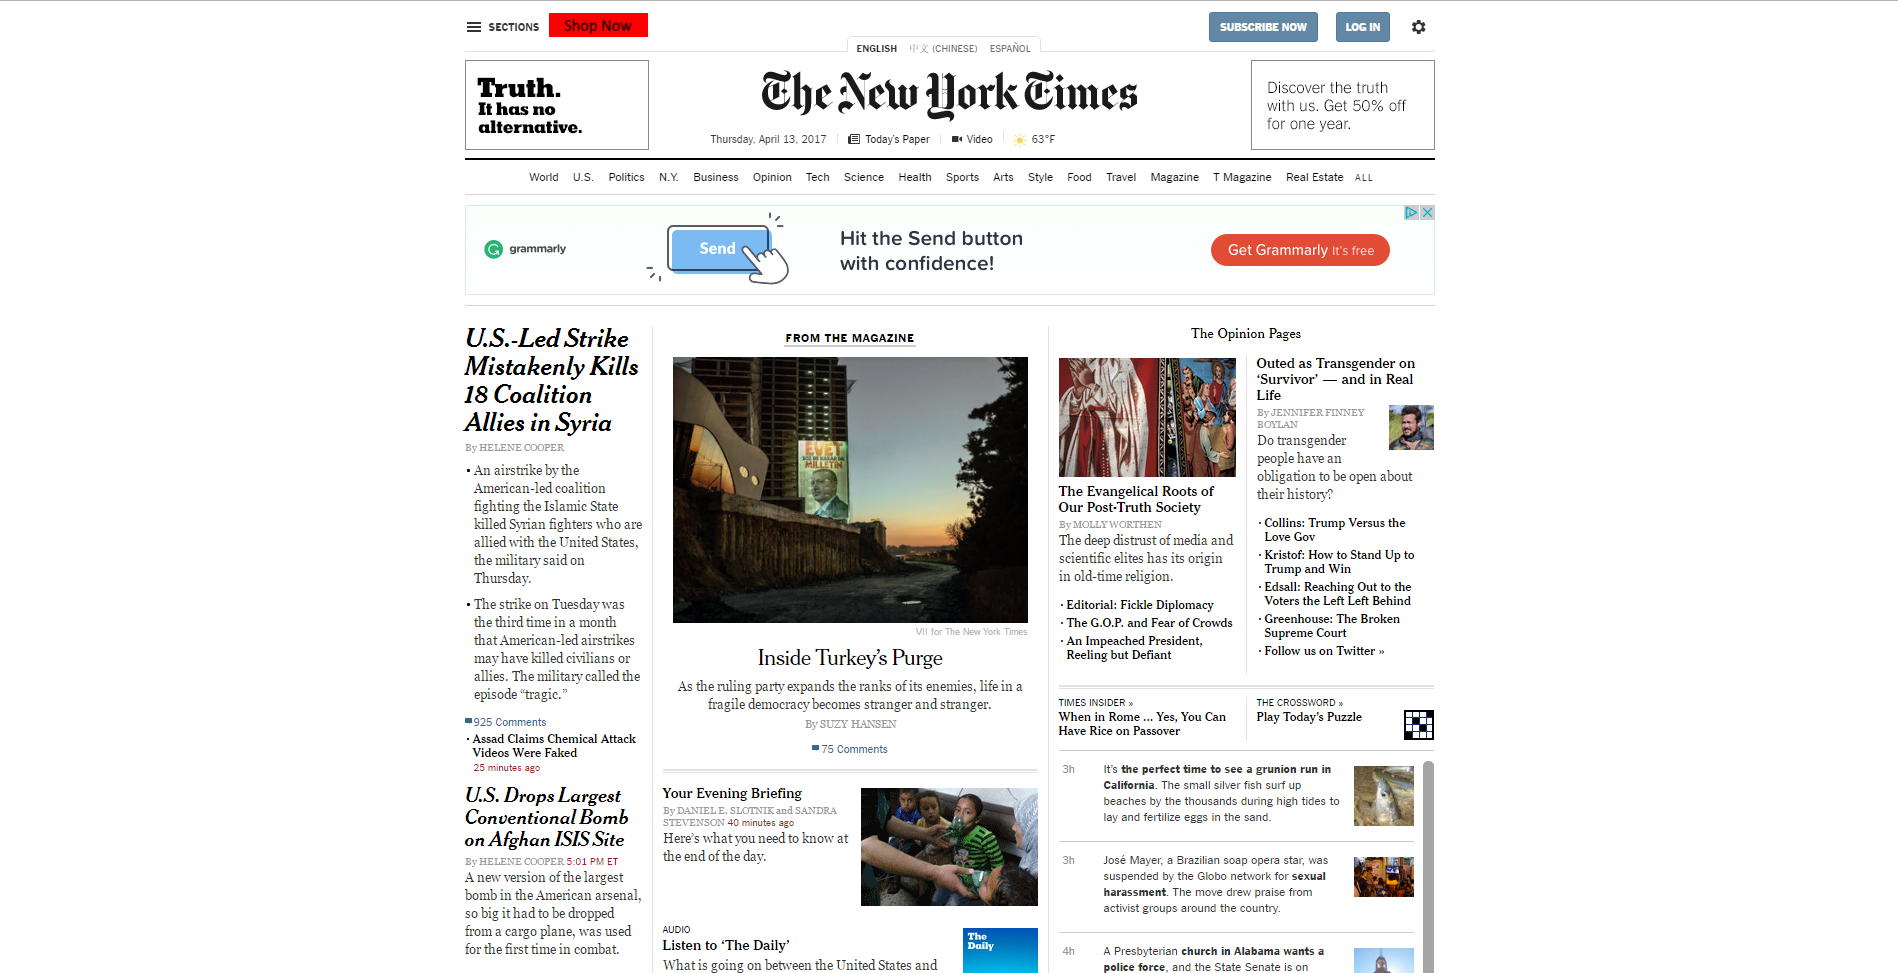 SECTIONS
Shop Now
SUBSCRIBE NOW
LOG IN
ENGLISH
中文 (CHINESE)
ESPAÑOL
Truth.
It has no
alternative.
The New York Times
Discover the truth
with us. Get 50% off
for one year.
Thursday, April 13, 2017
Today's Paper
Video
63°F
World U.S. Politics N.Y. Business Opinion Tech Science Health Sports Arts Style Food Travel Magazine T Magazine Real Estate ALL
grammarly
Send
Hit the Send button
with confidence!
Get Grammarly It's free
U.S.-Led Strike
Mistakenly Kills
18 Coalition
Allies in Syria
By HELENE COOPER
• An airstrike by the
American-led coalition
fighting the Islamic State
killed Syrian fighters who are
allied with the United States,
the military said on
Thursday.
• The strike on Tuesday was
the third time in a month
that American-led airstrikes
may have killed civilians or
allies. The military called the
episode “tragic.”
925 Comments
· Assad Claims Chemical Attack
Videos Were Faked
25 minutes ago
U.S. Drops Largest
Conventional Bomb
on Afghan ISIS Site
By HELENE COOPER 5:01 PM ET
A new version of the largest
bomb in the American arsenal,
so big it had to be dropped
from a cargo plane, was used
for the first time in combat.
FROM THE MAGAZINE
EVET
MİLLETİN
VII for The New York Times
Inside Turkey’s Purge
As the ruling party expands the ranks of its enemies, life in a
fragile democracy becomes stranger and stranger.
By SUZY HANSEN
75 Comments
Your Evening Briefing
By DANIEL E. SLOTNIK and SANDRA
STEVENSON 40 minutes ago
Here’s what you need to know at
the end of the day.
AUDIO
Listen to ‘The Daily’
What is going on between the United States and
The
Daily
The Opinion Pages
The Evangelical Roots of
Our Post-Truth Society
By MOLLY WORTHEN
The deep distrust of media and
scientific elites has its origin
in old-time religion.
· Editorial: Fickle Diplomacy
· The G.O.P. and Fear of Crowds
· An Impeached President,
Reeling but Defiant
Outed as Transgender on
‘Survivor’ — and in Real
Life
By JENNIFER FINNEY
BOYLAN
Do transgender
people have an
obligation to be open about
their history?
· Collins: Trump Versus the
Love Gov
· Kristof: How to Stand Up to
Trump and Win
· Edsall: Reaching Out to the
Voters the Left Left Behind
· Greenhouse: The Broken
Supreme Court
· Follow us on Twitter »
TIMES INSIDER »
When in Rome ... Yes, You Can
Have Rice on Passover
THE CROSSWORD »
Play Today’s Puzzle
3h
It’s the perfect time to see a grunion run in
California. The small silver fish surf up
beaches by the thousands during high tides to
lay and fertilize eggs in the sand.
3h
José Mayer, a Brazilian soap opera star, was
suspended by the Globo network for sexual
harassment. The move drew praise from
activist groups around the country.
4h
A Presbyterian church in Alabama wants a
police force, and the State Senate is on